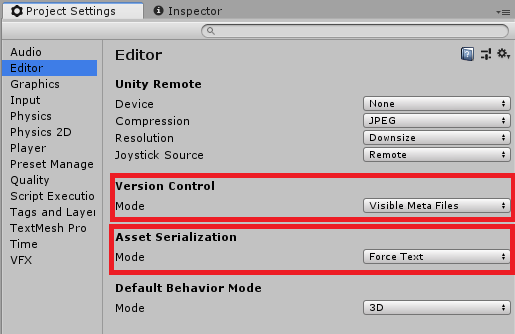 Project Settings
Inspector
Audio
Editor
Graphics
Input
Physics
Physics 2D
Player
Preset Manage
Quality
Script Executio
Tags and Layer
TextMesh Pro
Time
VFX
Editor
Unity Remote
Device None
Compression JPEG
Resolution Downsize
Joystick Source Remote
Version Control
Mode Visible Meta Files
Asset Serialization
Mode Force Text
Default Behavior Mode
Mode 3D